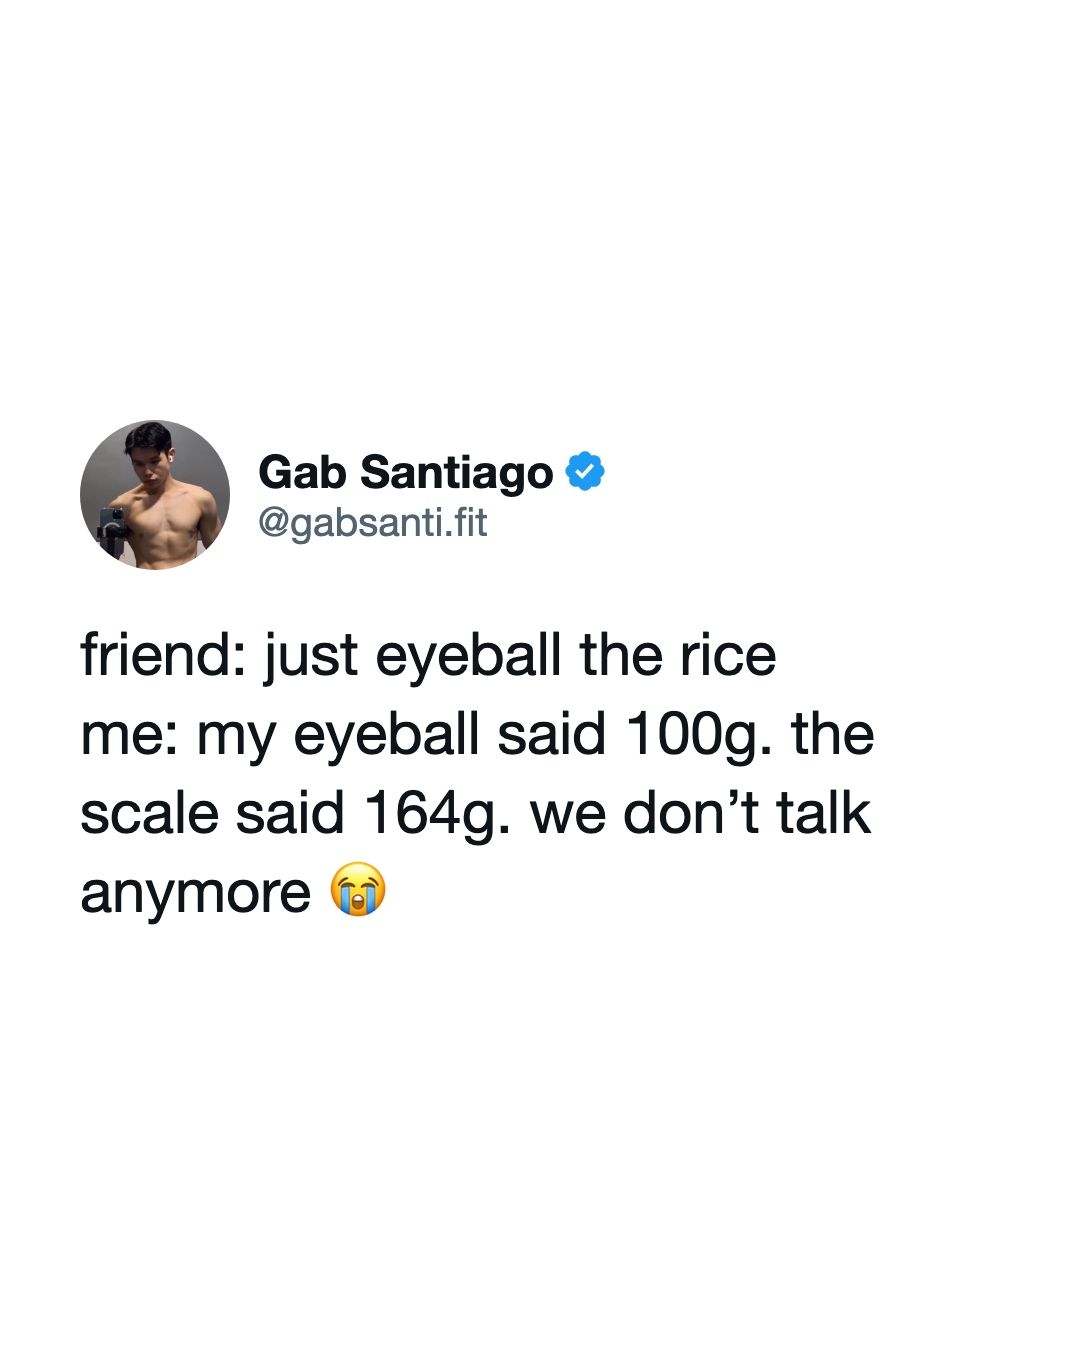 Gab Santiago
@gabsanti.fit
friend: just eyeball the rice
me: my eyeball said 100g. the
scale said 164g. we don’t talk
anymore 😭